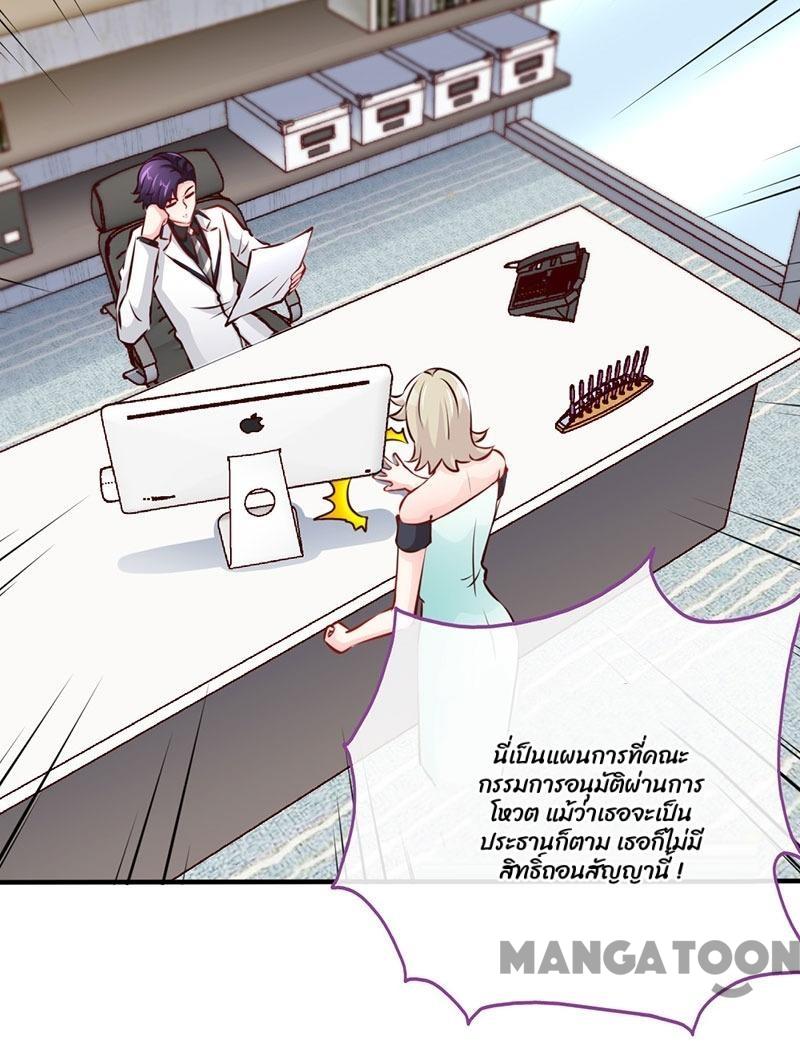 นี่เป็นแผนการที่คณะ
กรรมการอนุมัติผ่านการ
โหวต แม้ว่าเธอจะเป็น
ประธานก็ตาม เธอก็ไม่มี
สิทธิ์ถอนสัญญานี้ !
MANGATOON